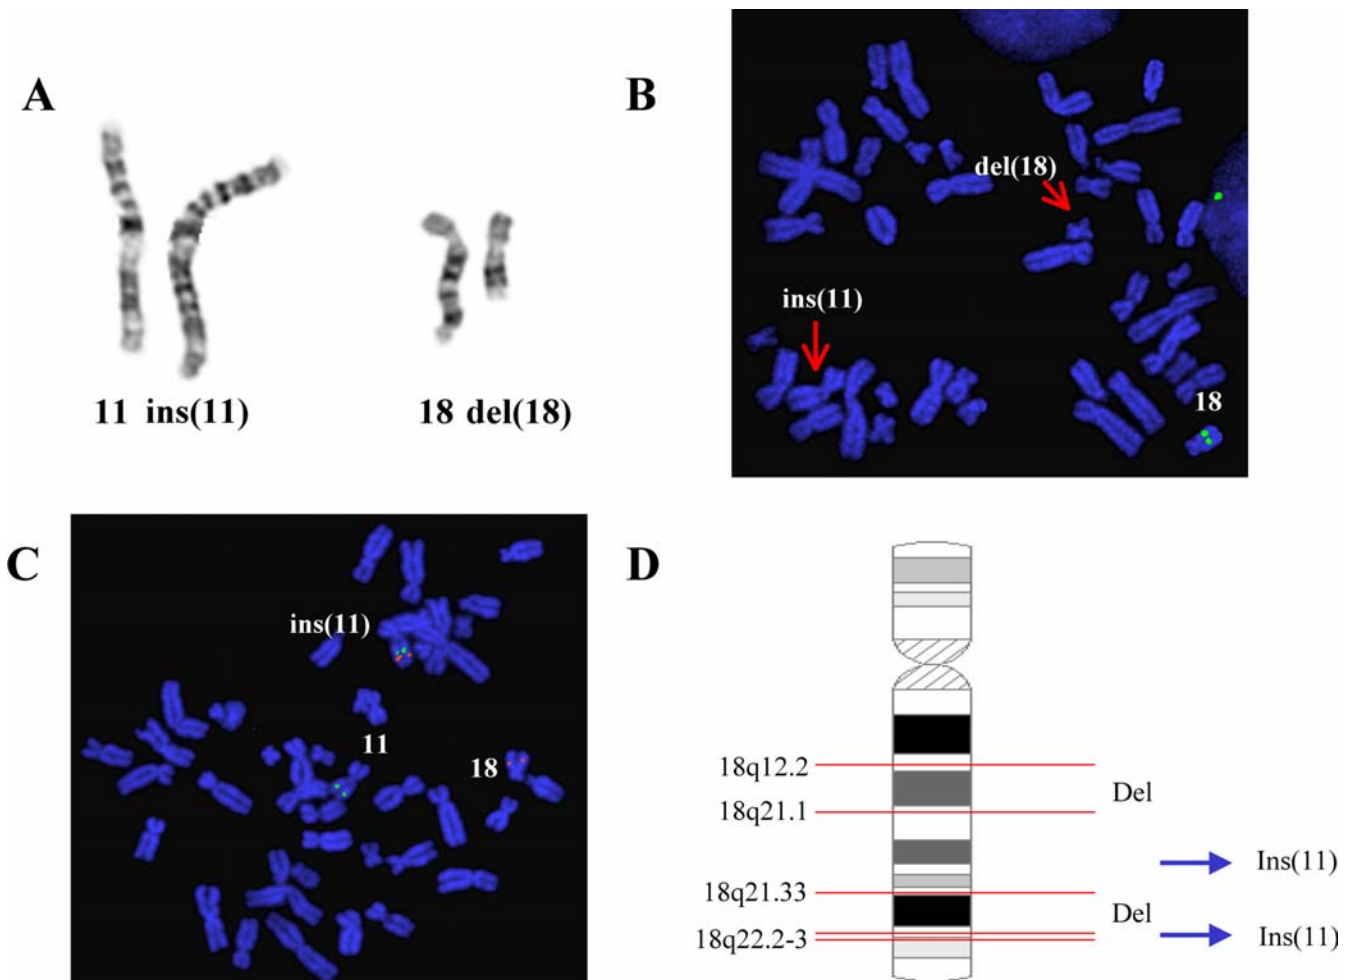 A
11 ins(11)
18 del(18)
B
del(18)
ins(11)
18
C
ins(11)
11
18
D
18q12.2
Del
18q21.1
Ins(11)
18q21.33
Del
18q22.2-3
Ins(11)